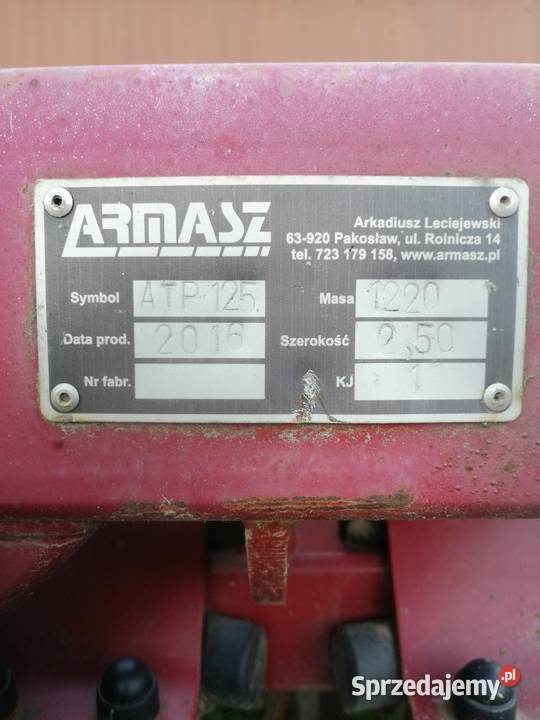 ARMASZ
Arkadiusz Leciejewski
63-920 Pakosław, ul. Rolnicza 14
tel. 723 179 158, www.armasz.pl
Symbol ATP 125 Masa 1220
Data prod. 2016 Szerokość 2,50
Nr fabr. KJ 1
Sprzedajemy.pl